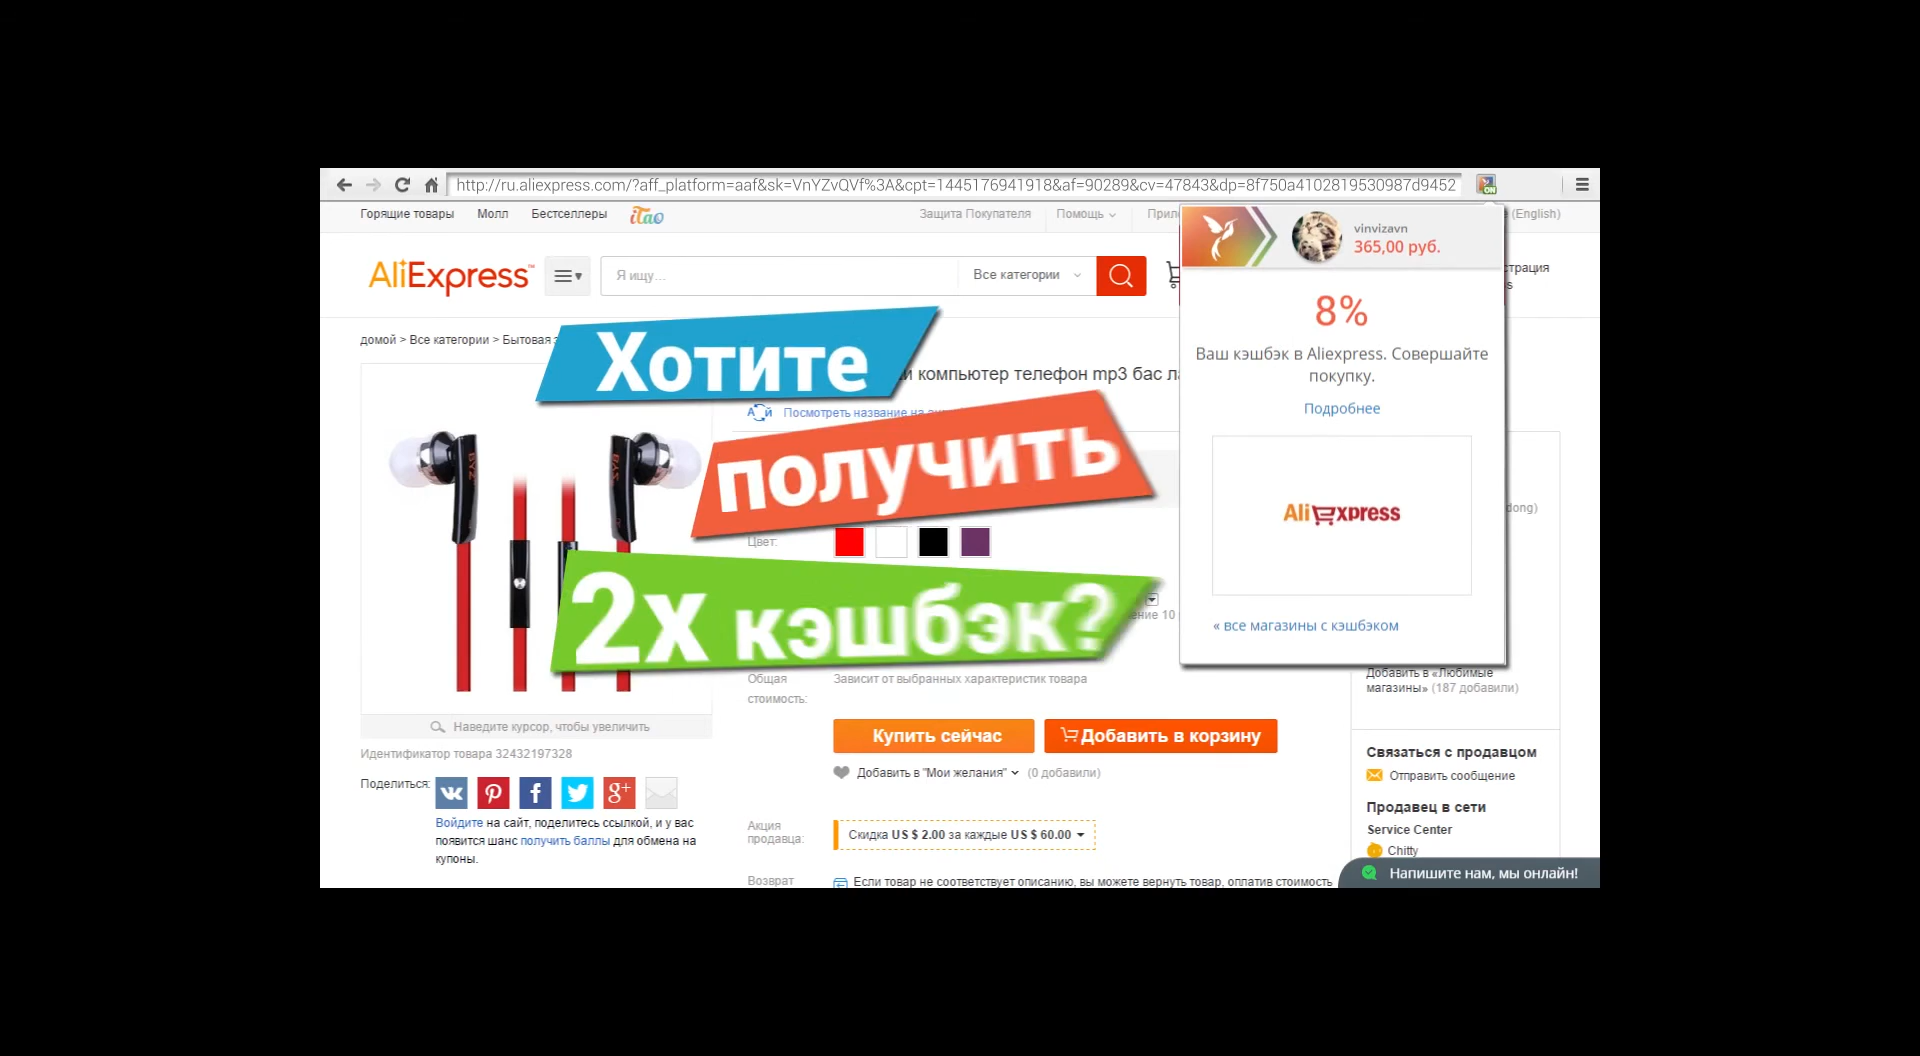 http://ru.aliexpress.com/?aff_platform=aaf&sk=VnYZvQVf%3A&cpt=1445176941918&af=90289&cv=47843&dp=8f750a4102819530987d9452
ON
Горящие товары Молл Бестселлеры iTao Защита Покупателя Помощь (English)
vinvizavn
365,00 руб.
AliExpress™ Я ищу... Все категории
8%
Ваш кэшбэк в Aliexpress. Совершайте
покупку.
Подробнее
AliExpress
« все магазины с кэшбэком
домой > Все категории > Бытовая
Хотите
получить
2х кэшбэк?
компьютер телефон mp3 бас
Посмотреть название на
BYZ
BYZ
Цвет:
Общая
стоимость:
Зависит от выбранных характеристик товара
Наведите курсор, чтобы увеличить
Идентификатор товара 32432197328
Поделиться:
Войдите на сайт, поделитесь ссылкой, и у вас
появится шанс получить баллы для обмена на
купоны.
Купить сейчас Добавить в корзину
Добавить в "Мои желания" (0 добавили)
Акция
продавца:
Скидка US $ 2.00 за каждые US $ 60.00
Возврат Если товар не соответствует описанию, вы можете вернуть товар, оплатив стоимость
Добавить в «Любимые
магазины» (187 добавили)
Связаться с продавцом
Отправить сообщение
Продавец в сети
Service Center
Chitty
Напишите нам, мы онлайн!